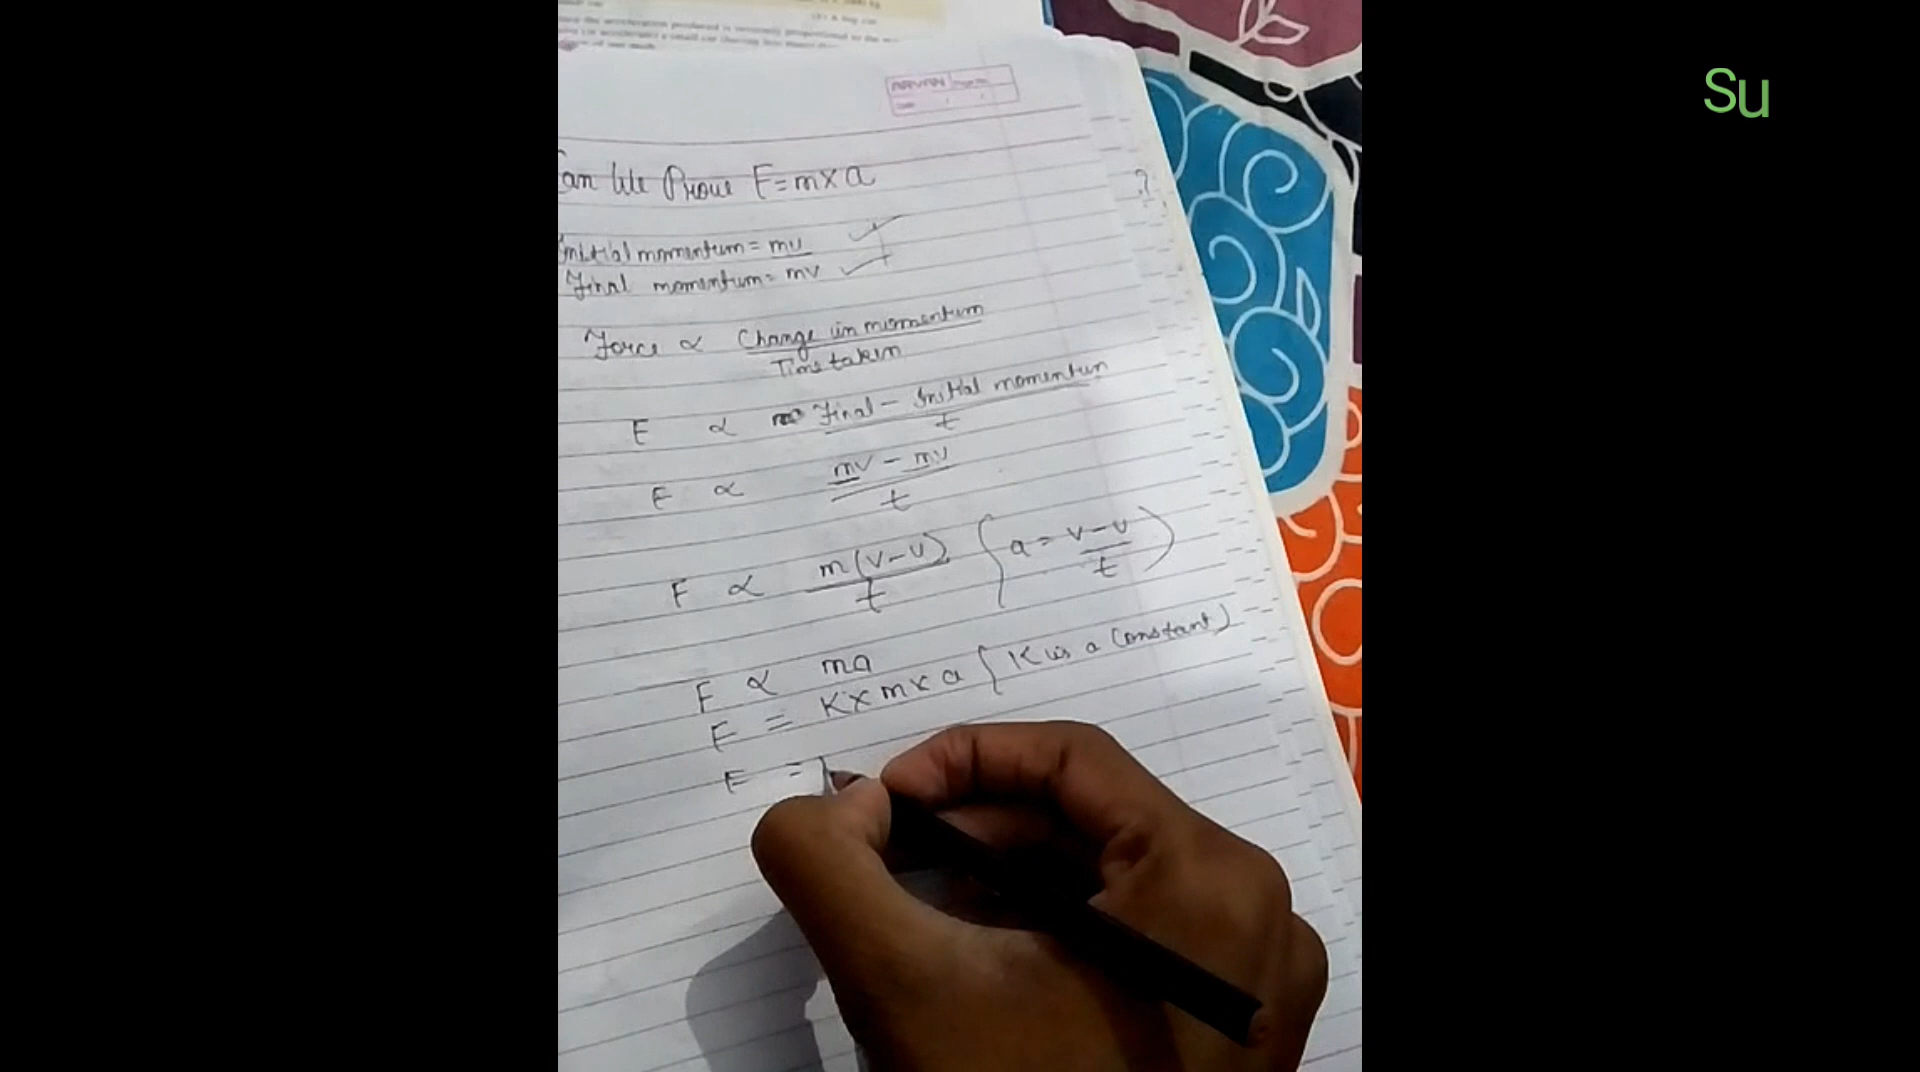 Su
Can We Prove F=m×a ?
Initial momentum = mu
Final momentum = mv
Force ∝ Change in momentum
Time taken
F ∝ Final - Initial momentum
t
F ∝ mv - mu
t
F ∝ m(v-u) (a = v-u)
t t
F ∝ ma
F = K×m×a { K is a Constant)
F =